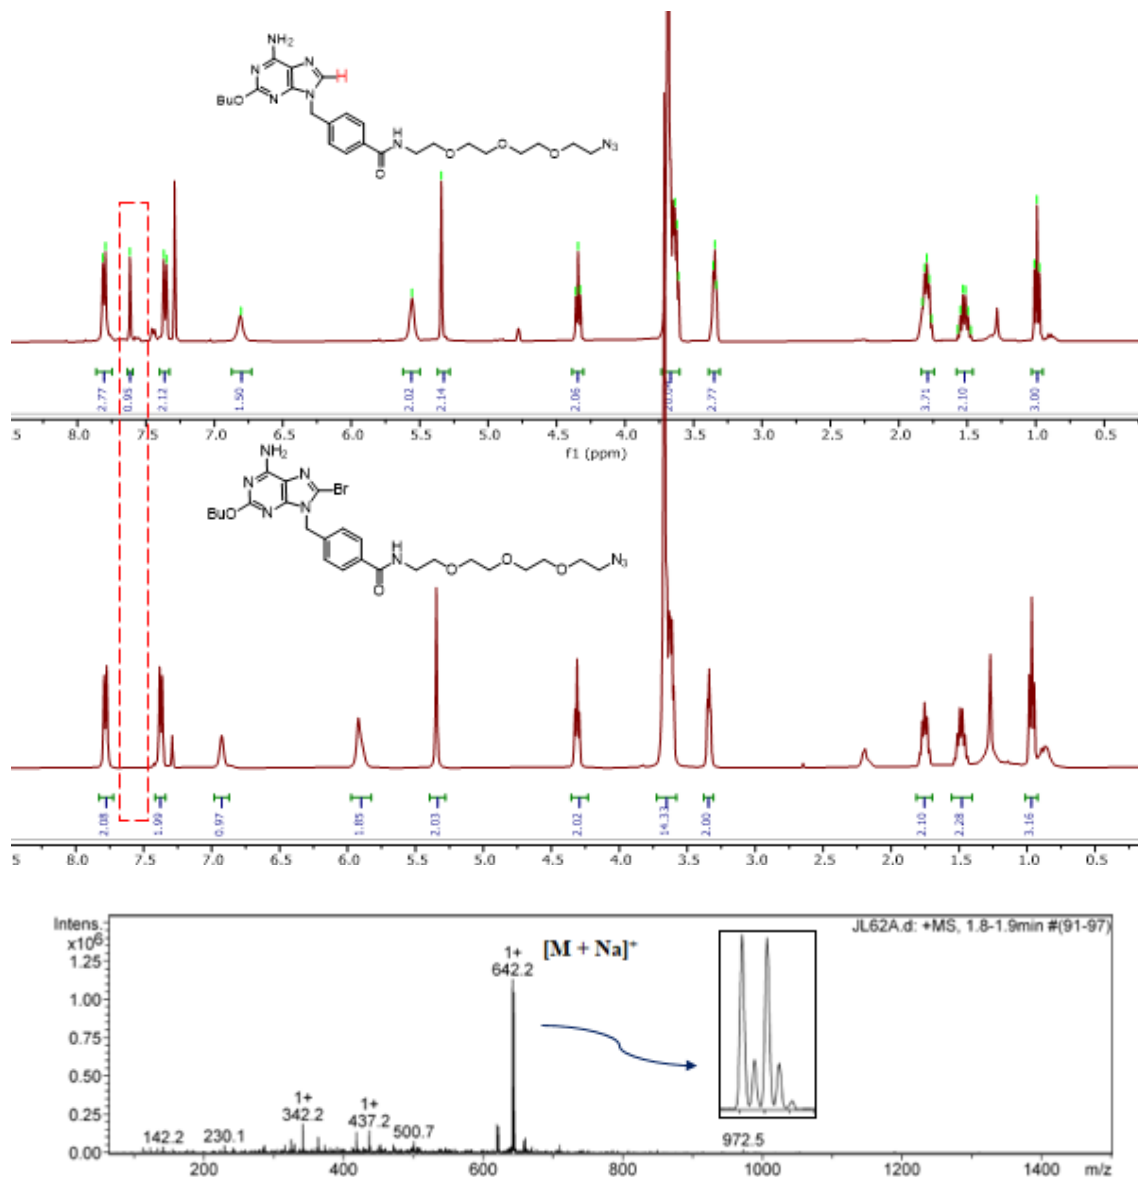 NH₂
N
N
H
N
N
BuO
H
N
O
O
O
O
N₃
2.77
0.95
2.12
1.50
2.02
2.14
2.06
2.77
3.71
2.10
3.00
.5 8.0 7.5 7.0 6.5 6.0 5.5 5.0 4.5 4.0 3.5 3.0 2.5 2.0 1.5 1.0 0.5
f1 (ppm)
NH₂
N
N
Br
N
N
BuO
H
N
O
O
O
O
N₃
2.08
1.99
0.97
1.85
2.03
2.02
14.33
2.00
2.10
2.28
3.16
.5 8.0 7.5 7.0 6.5 6.0 5.5 5.0 4.5 4.0 3.5 3.0 2.5 2.0 1.5 1.0 0.5
Intens.
x10⁶
JL62A.d: +MS, 1.8-1.9min #(91-97)
1.25
1.00
0.75
0.50
0.25
0.00
1+
642.2
[M + Na]⁺
1+
342.2
1+
437.2
142.2
230.1
500.7
972.5
200 400 600 800 1000 1200 1400 m/z